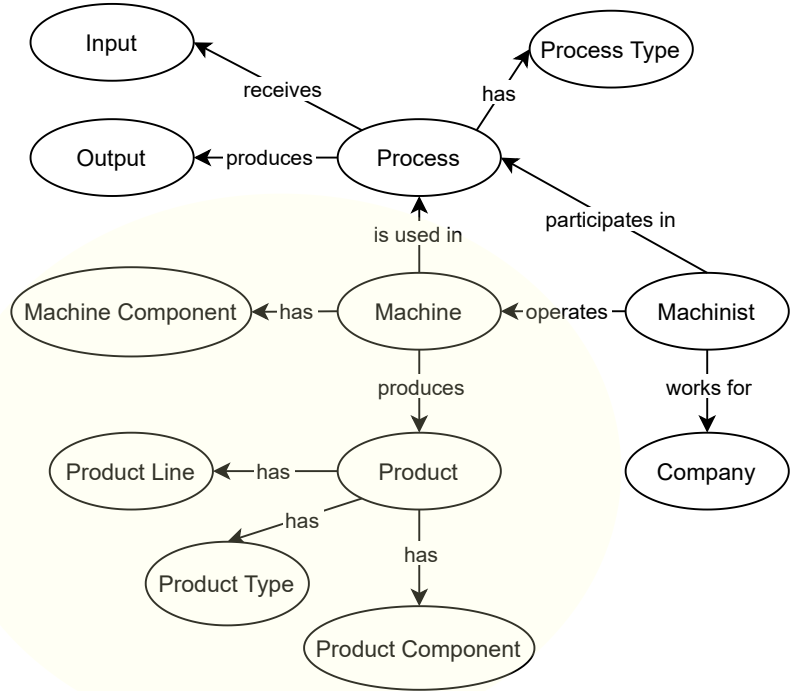 Input
Process Type
receives
has
Output
produces
Process
participates in
is used in
Machine Component
has
Machine
operates
Machinist
produces
works for
Product Line
has
Product
Company
has
has
Product Type
Product Component